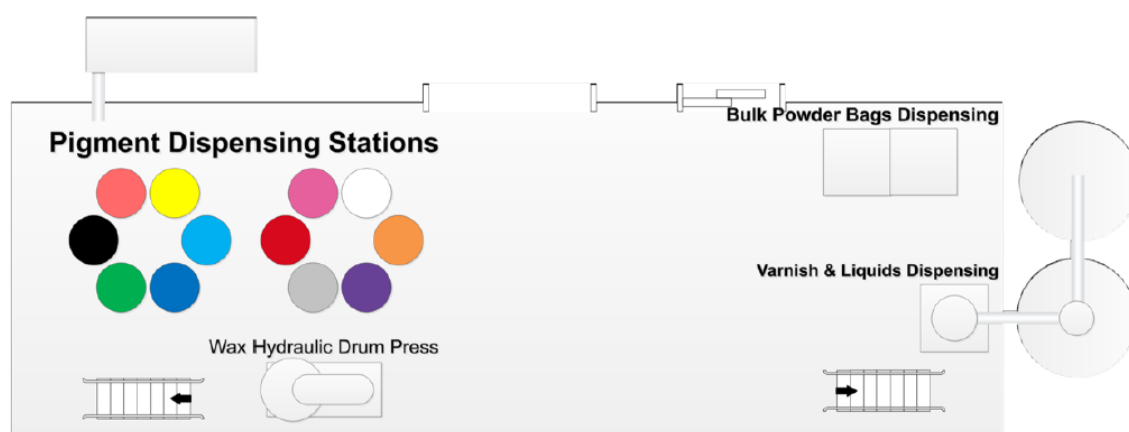 Bulk Powder Bags Dispensing
Pigment Dispensing Stations
Varnish & Liquids Dispensing
Wax Hydraulic Drum Press